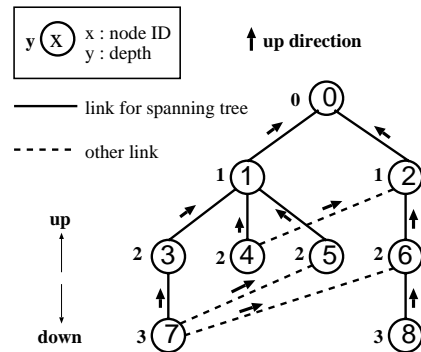 y X x : node ID
y : depth
up direction
link for spanning tree
other link
0 0
1 1
1 2
up
2 3
2 4
2 5
2 6
down
3 7
3 8